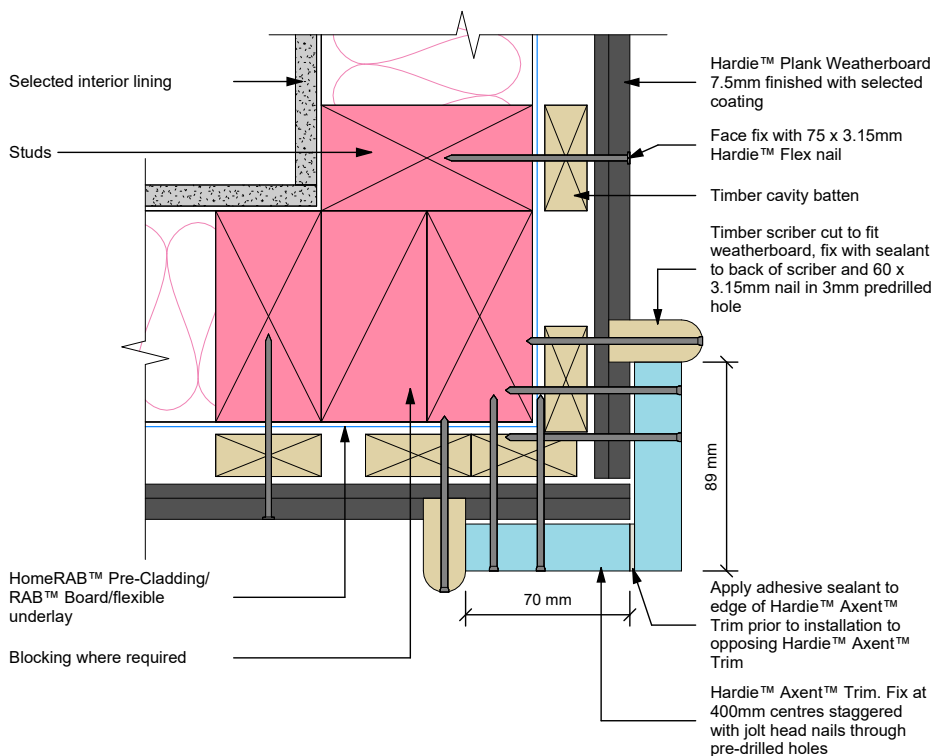 Selected interior lining
Studs
HomeRAB™ Pre-Cladding/
RAB™ Board/flexible
underlay
Blocking where required
Hardie™ Plank Weatherboard
7.5mm finished with selected
coating
Face fix with 75 x 3.15mm
Hardie™ Flex nail
Timber cavity batten
Timber scriber cut to fit
weatherboard, fix with sealant
to back of scriber and 60 x
3.15mm nail in 3mm predrilled
hole
89 mm
70 mm
Apply adhesive sealant to
edge of Hardie™ Axent™
Trim prior to installation to
opposing Hardie™ Axent™
Trim
Hardie™ Axent™ Trim. Fix at
400mm centres staggered
with jolt head nails through
pre-drilled holes